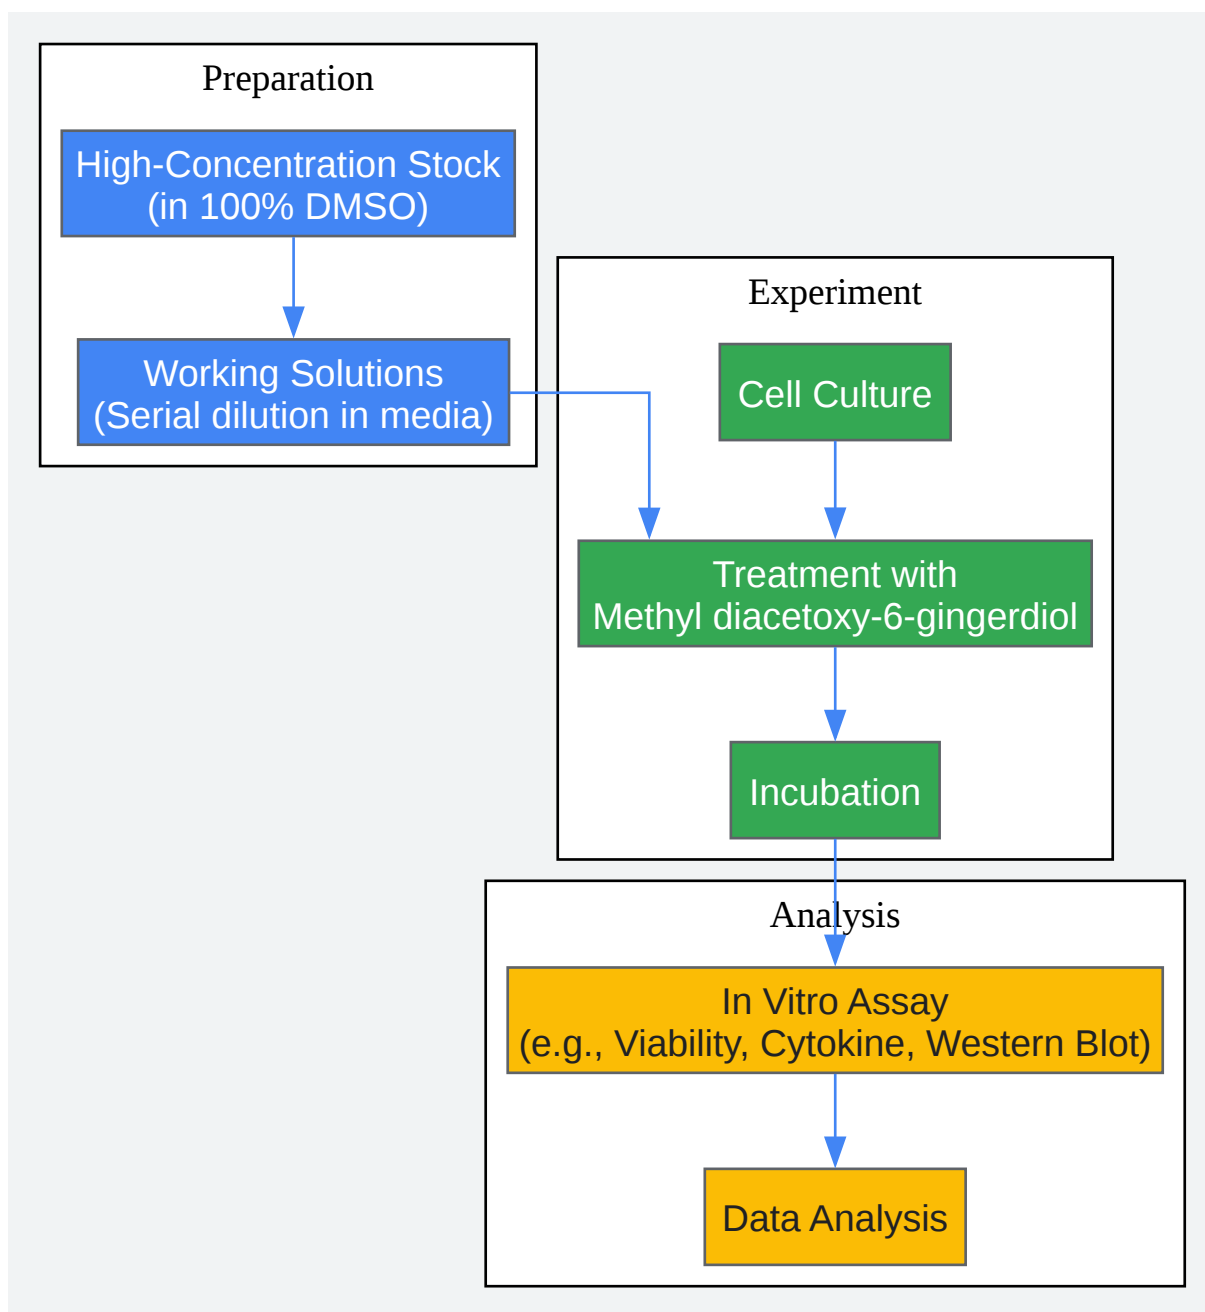 Preparation
High-Concentration Stock
(in 100% DMSO)
Working Solutions
(Serial dilution in media)
Experiment
Cell Culture
Treatment with
Methyl diacetoxy-6-gingerdiol
Incubation
Analysis
In Vitro Assay
(e.g., Viability, Cytokine, Western Blot)
Data Analysis